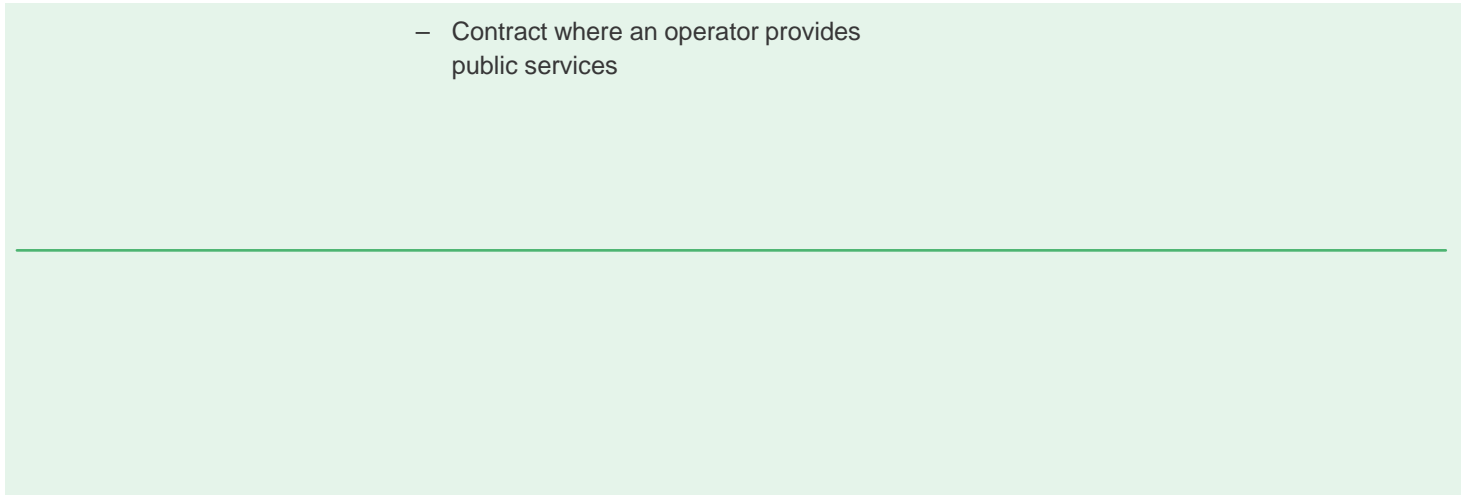 – Contract where an operator provides
public services